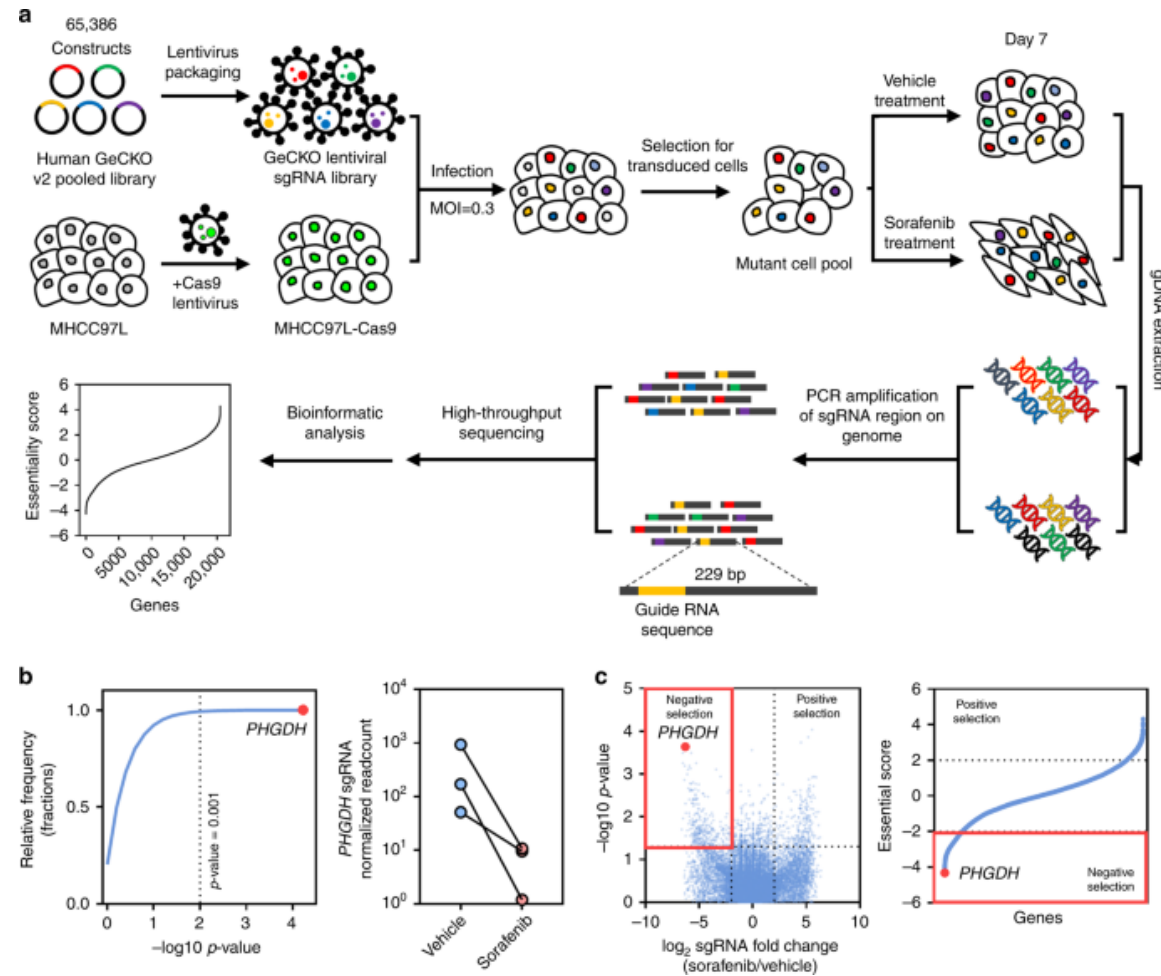 a
65,386
Constructs
Human GeCKO
v2 pooled library
Lentivirus
packaging
GeCKO lentiviral
sgRNA library
MHCC97L
+Cas9
lentivirus
MHCC97L-Cas9
Infection
MOI=0.3
Selection for
transduced cells
Mutant cell pool
Vehicle
treatment
Sorafenib
treatment
Day 7
gDNA extraction
PCR amplification
of sgRNA region on
genome
229 bp
Guide RNA
sequence
High-throughput
sequencing
Bioinformatic
analysis
Essentiality score
6
4
2
0
−2
−4
−6
0
5000
10,000
15,000
20,000
Genes
b
Relative frequency
(fractions)
1.0
0.5
0.0
PHGDH
p-value = 0.001
0
1
2
3
4
−log10 p-value
PHGDH sgRNA
normalized readcount
10⁴
10³
10²
10¹
10⁰
Vehicle
Sorafenib
c
−log10 p-value
5
4
3
2
1
0
Negative
selection
PHGDH
Positive
selection
−10
−5
0
5
10
log₂ sgRNA fold change
(sorafenib/vehicle)
Essential score
6
4
2
0
−2
−4
−6
Positive
selection
PHGDH
Negative
selection
Genes